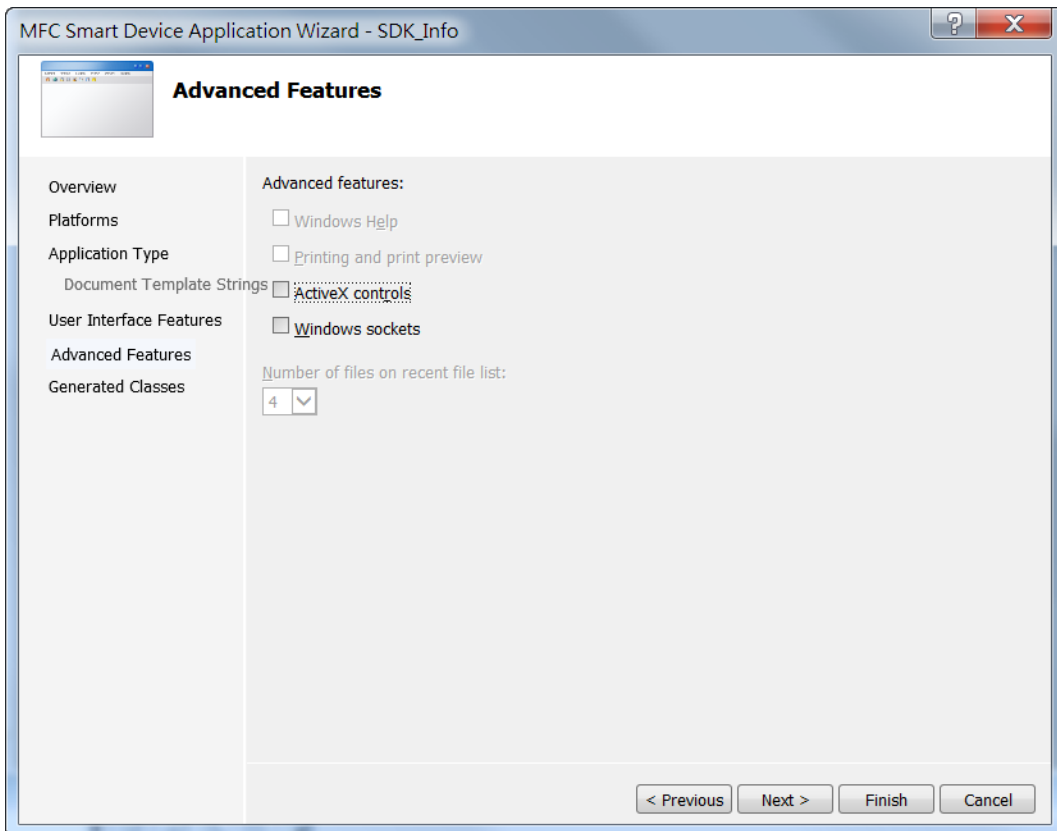 MFC Smart Device Application Wizard - SDK_Info
Advanced Features
Overview
Platforms
Application Type
Document Template Strings
User Interface Features
Advanced Features
Generated Classes
Advanced features:
Windows Help
Printing and print preview
ActiveX controls
Windows sockets
Number of files on recent file list:
4
< Previous
Next >
Finish
Cancel